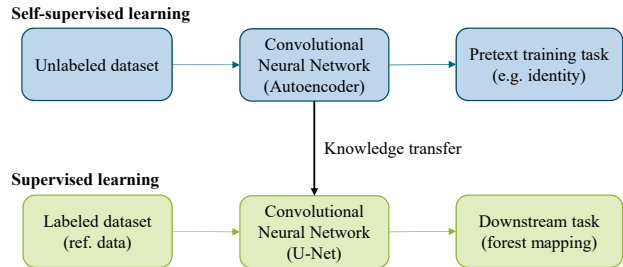 Self-supervised learning
Unlabeled dataset
Convolutional
Neural Network
(Autoencoder)
Pretext training task
(e.g. identity)
Knowledge transfer
Supervised learning
Labeled dataset
(ref. data)
Convolutional
Neural Network
(U-Net)
Downstream task
(forest mapping)